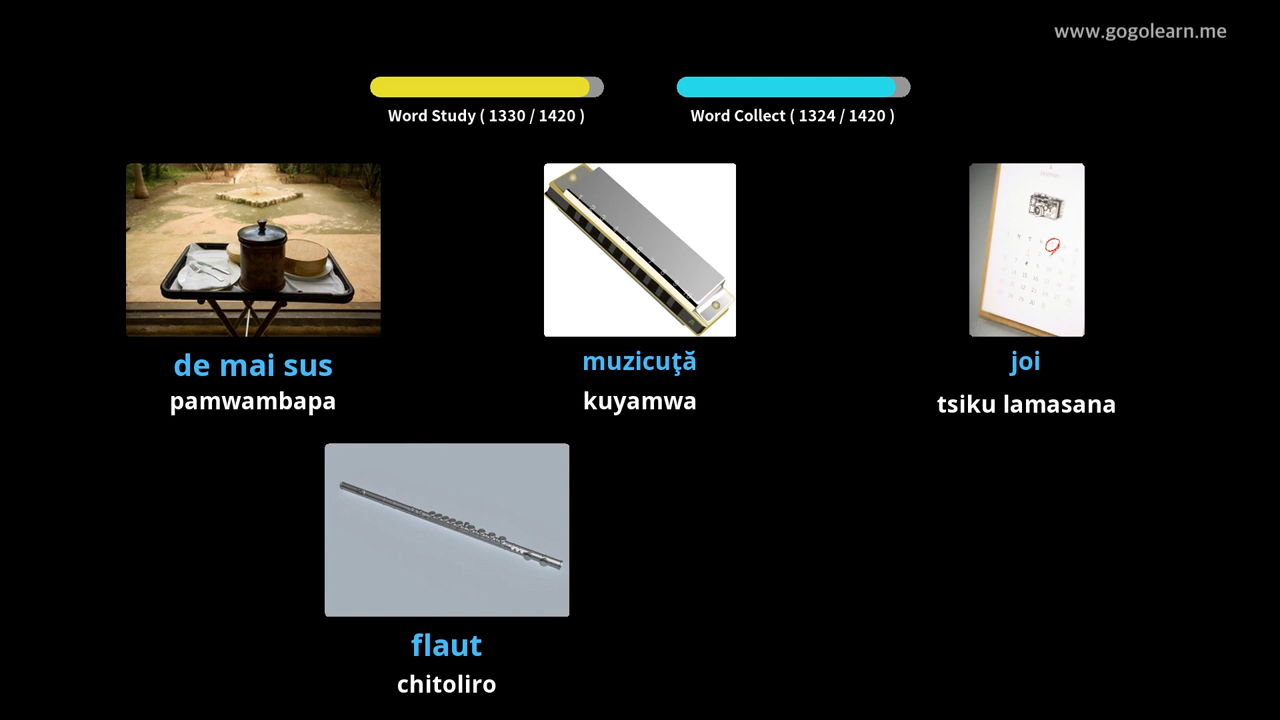 www.gogolearn.me
Word Study ( 1330 / 1420 )
Word Collect ( 1324 / 1420 )
de mai sus
pamwambapa
muzicuţă
kuyamwa
joi
tsiku lamasana
flaut
chitoliro